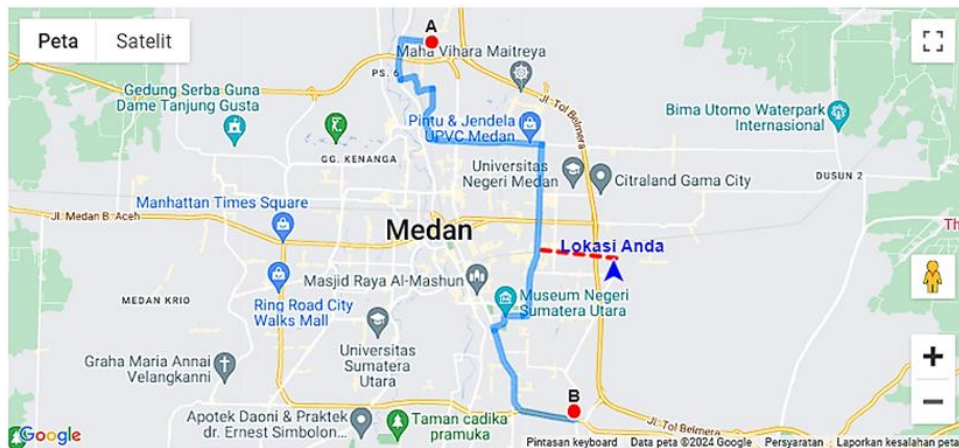 Peta
Satelit
A
Maha Vihara Maitreya
PS. 6
Gedung Serba Guna
Dame Tanjung Gusta
Jl. Tol Belmera
Bima Utomo Waterpark
Internasional
Pintu & Jendela
UPVC Medan
GG. KENANGA
Universitas
Negeri Medan
Citraland Gama City
DUSUN 2
Manhattan Times Square
Jl. Medan B. Aceh
Medan
Lokasi Anda
Th
Masjid Raya Al-Mashun
MEDAN KRIO
Ring Road City
Walks Mall
Museum Negeri
Sumatera Utara
Graha Maria Annai
Velangkanni
Universitas
Sumatera
Utara
B
Apotek Daoni & Praktek
dr. Ernest Simbolon...
Taman cadika
pramuka
Jl. Tol Belmera
Google
Pintasan keyboard
Data peta ©2024 Google
Persyaratan
Laporkan kesalahan peta